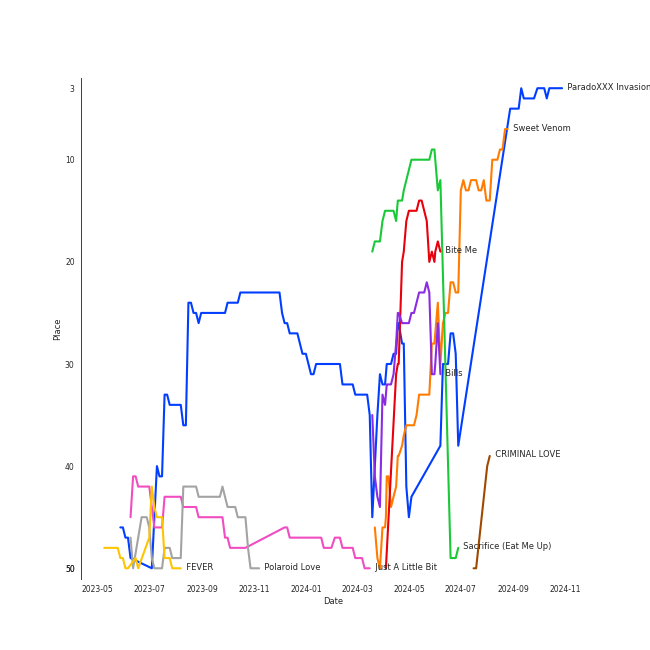 3
ParadoXXX Invasion
Sweet Venom
10
Bite Me
20
Place
30
Bills
40
CRIMINAL LOVE
Sacrifice (Eat Me Up)
50
FEVER
Polaroid Love
Just A Little Bit
2023-05
2023-07
2023-09
2023-11
2024-01
2024-03
2024-05
2024-07
2024-09
2024-11
Date